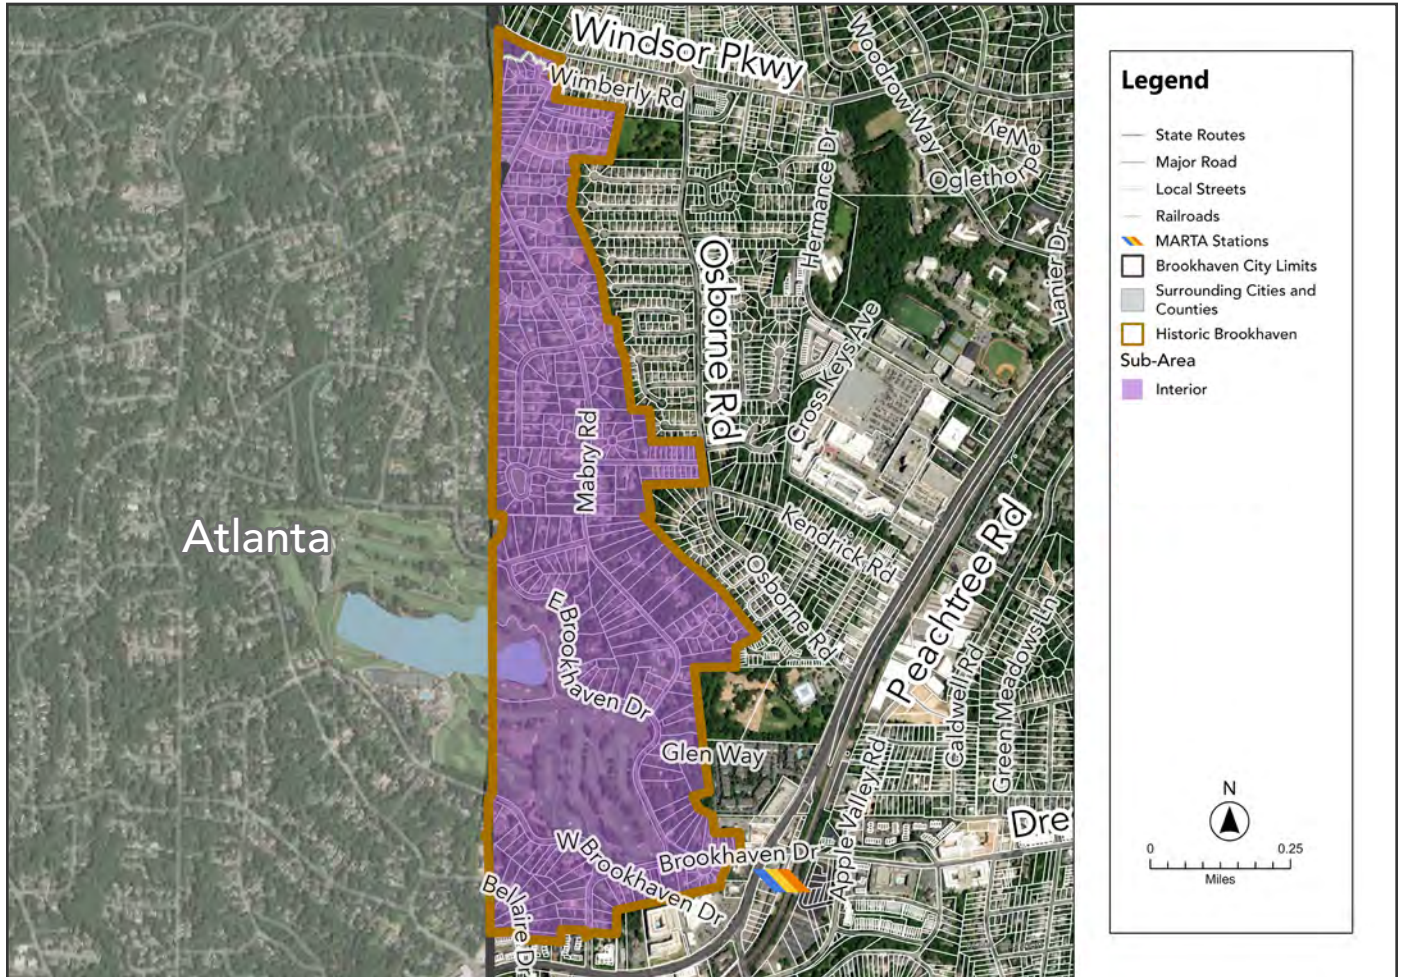 Windsor Pkwy
Wimberly Rd
Woodrow Way
Way
Oglethorpe
Hermance Dr
Lanier Dr
Osborne Rd
Cross Keys Ave
Mabry Rd
Atlanta
Kendrick Rd
Osborne Rd
Peachtree Rd
E Brookhaven Dr
Caldwell Rd
Green Meadows Ln
Glen Way
Apple Valley Rd
Dre
W Brookhaven Dr
Brookhaven Dr
Bellaire Dr
Legend
State Routes
Major Road
Local Streets
Railroads
MARTA Stations
Brookhaven City Limits
Surrounding Cities and
Counties
Historic Brookhaven
Sub-Area
Interior
N
0 0.25
Miles